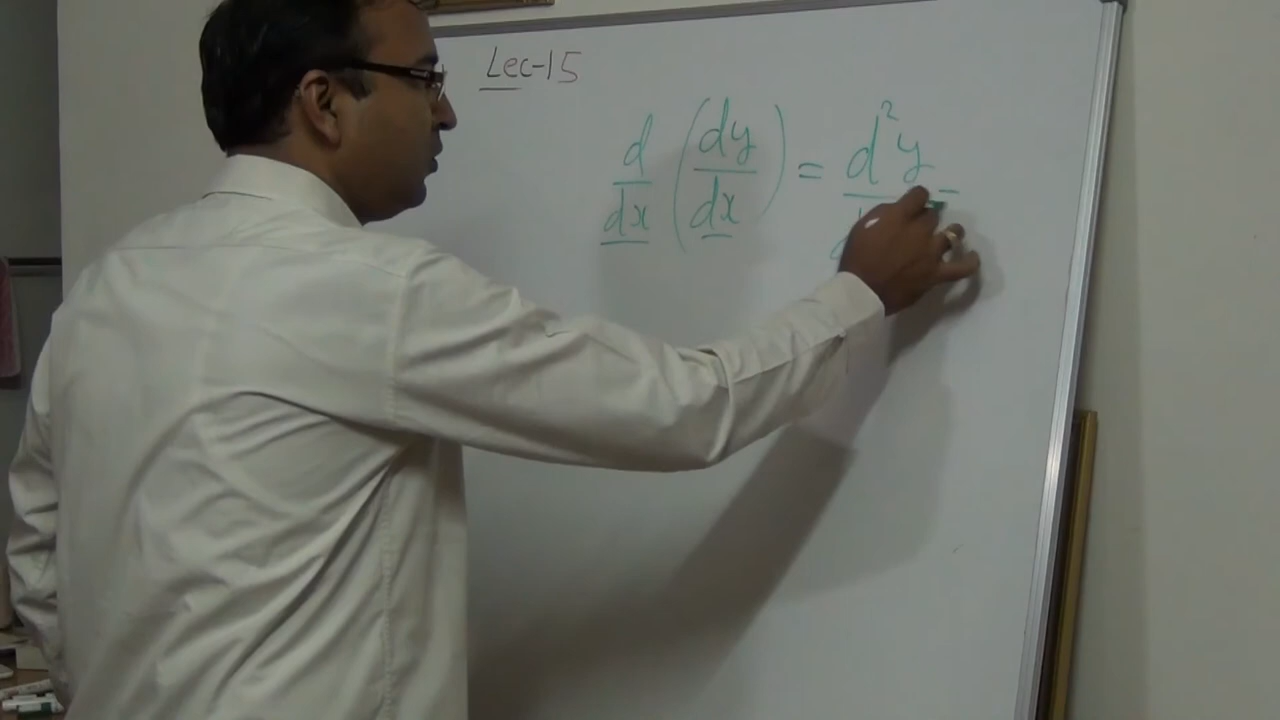 Lec-15
d/dx (dy/dx) = d²y / d =